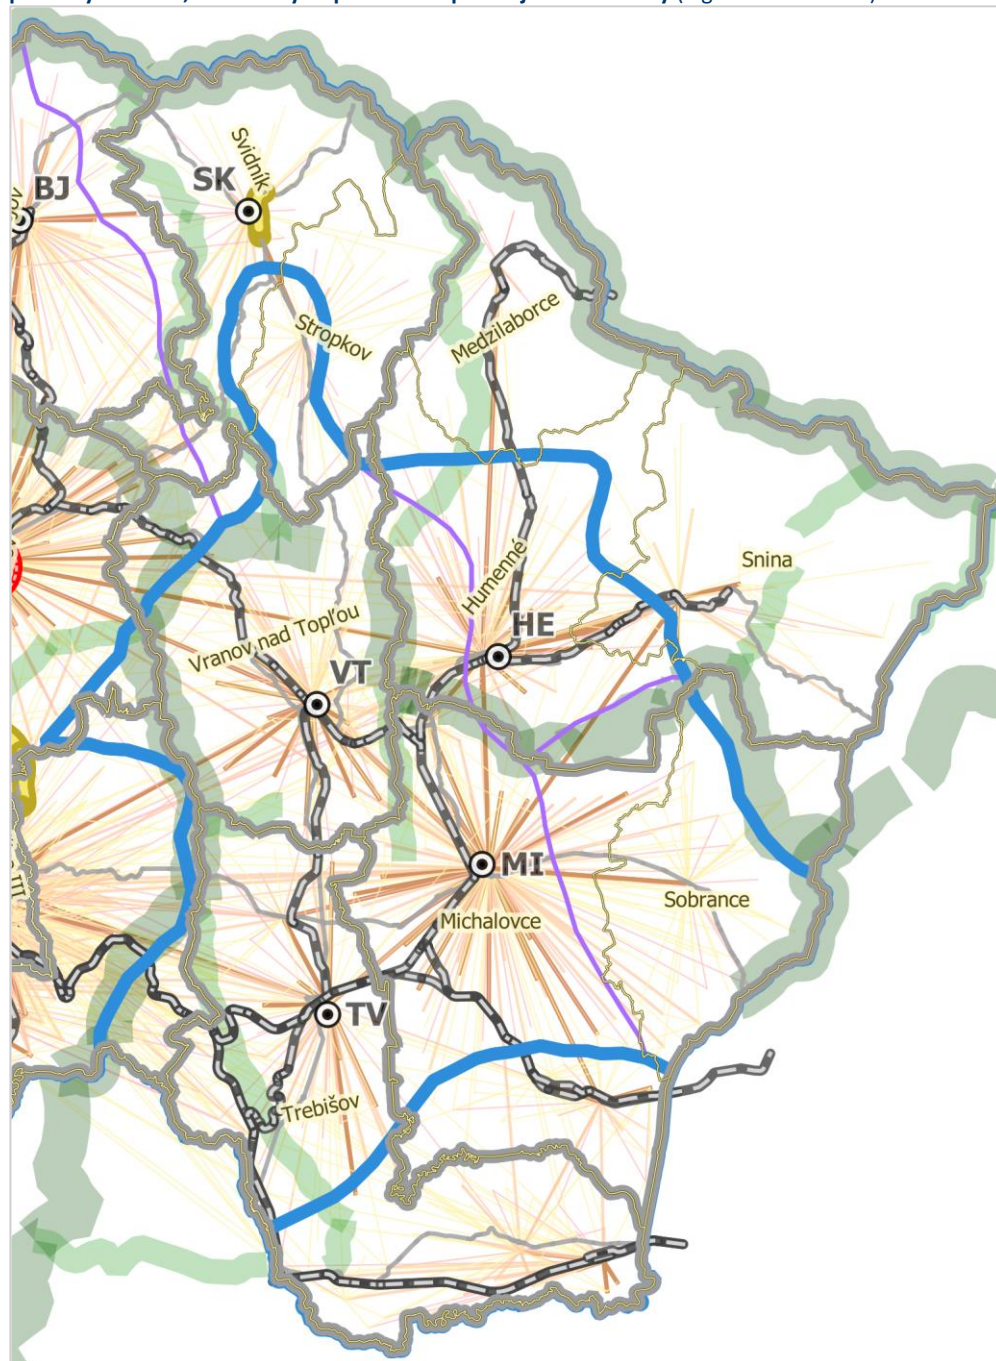 SK
Svidník
BJ
Stropkov
Medzilaborce
Snina
Humenné
HE
Vranov nad Topľou
VT
MI
Sobrance
Michalovce
TV
Trebišov